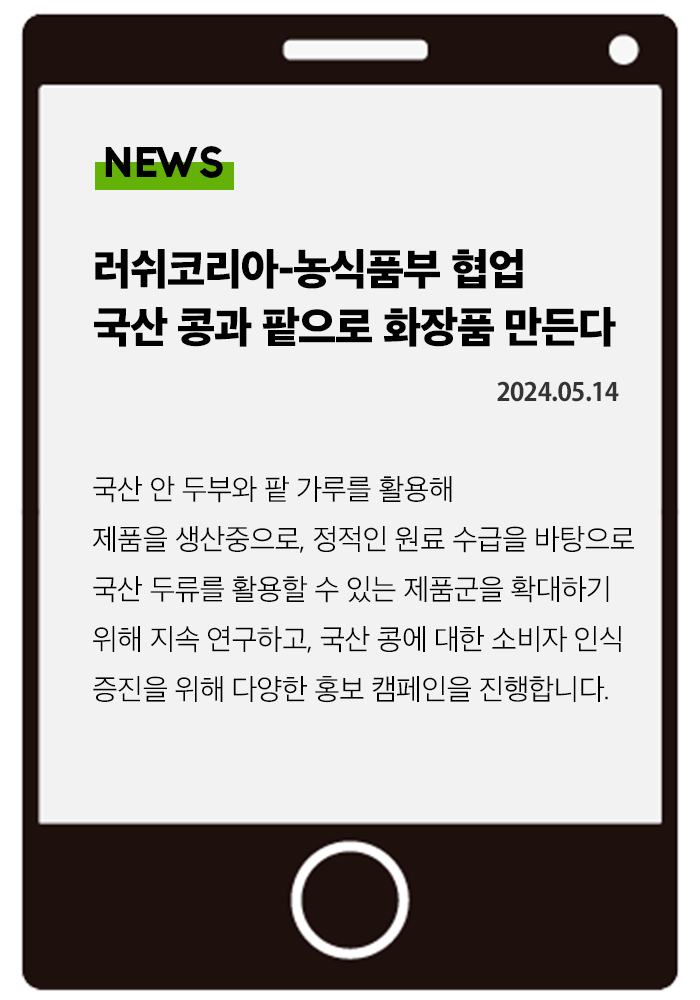 NEWS
러쉬코리아-농식품부 협업
국산 콩과 팥으로 화장품 만든다
2024.05.14
국산 안 두부와 팥 가루를 활용해
제품을 생산중으로, 정적인 원료 수급을 바탕으로
국산 두류를 활용할 수 있는 제품군을 확대하기
위해 지속 연구하고, 국산 콩에 대한 소비자 인식
증진을 위해 다양한 홍보 캠페인을 진행합니다.